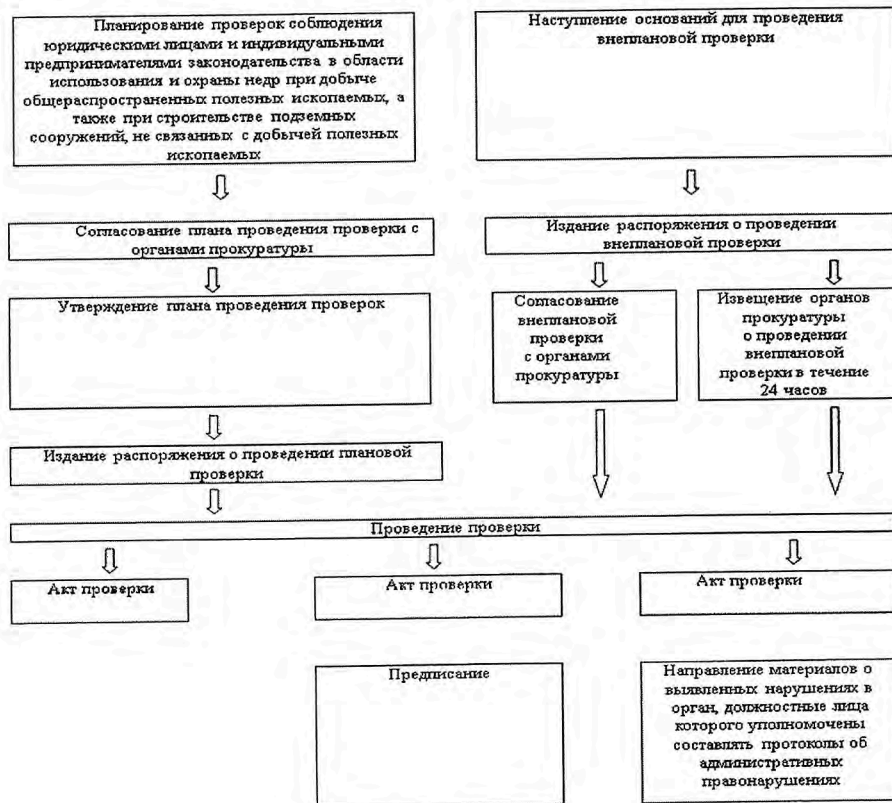 Планирование проверок соблюдения
юридическими лицами и индивидуальными
предпринимателями законодательства в области
использования и охраны недр при добыче
общераспространенных полезных ископаемых, а
также при строительстве подземных
сооружений, не связанных с добычей полезных
ископаемых
Наступление оснований для проведения
внеплановой проверки
Согласование плана проведения проверки с
органами прокуратуры
Издание распоряжения о проведении
внеплановой проверки
Утверждение плана проведения проверок
Согласование
внеплановой
проверки
с органами
прокуратуры
Извещение органов
прокуратуры
о проведении
внеплановой
проверки в течение
24 часов
Издание распоряжения о проведении плановой
проверки
Проведение проверки
Акт проверки
Акт проверки
Акт проверки
Предписание
Направление материалов о
выявленных нарушениях в
орган, должностные лица
которого уполномочены
составлять протоколы об
административных
правонарушениях